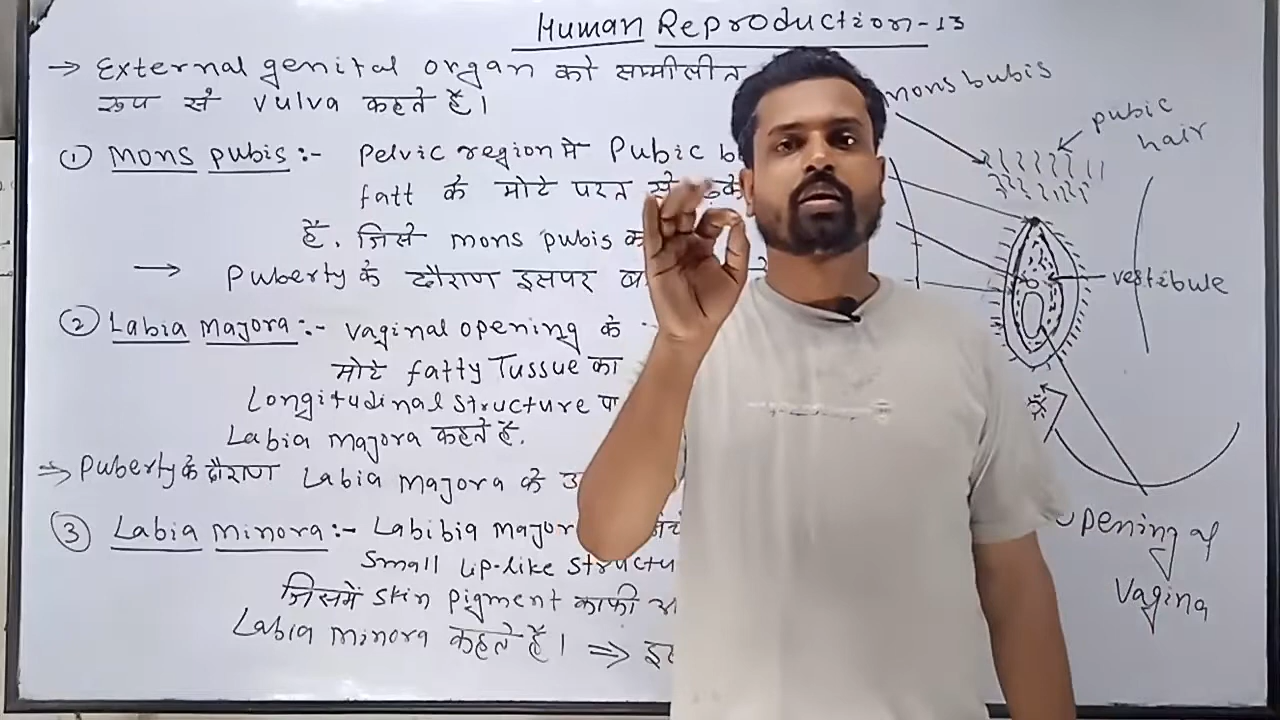 Human Reproduction-13
→ External genital organ को सम्मीलीत
रूप से vulva कहते हैं।
① Mons pubis :- Pelvic region मे Pubic b
fatt के मोटे परत से ढके
हैं. जिसे mons pubis क
→ Puberty के दौराण इसपर बा
② Labia Majora :- vaginal opening के
मोटे fatty Tussue का
Longitudinal structure पा
Labia majora कहते हैं.
⇒ Puberty के दौराण Labia majora के उ
③ Labia minora :- Labibia major
Small Lip-like structu
जिसमें skin pigment काफी अ
Labia minora कहते हैं। ⇒ इस
mons bubis
pubic
hair
vestibule
opening of
vagina